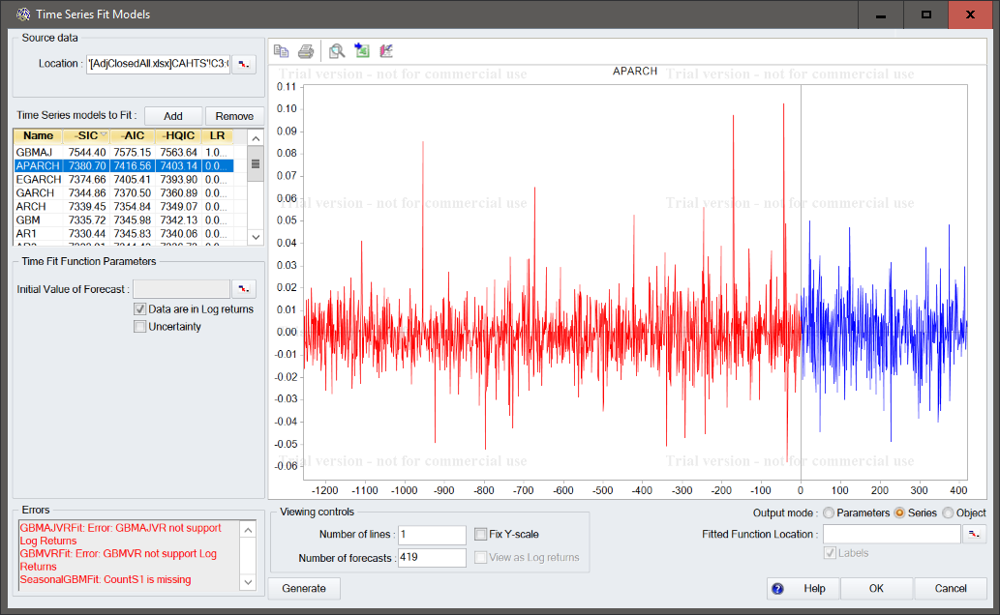 Time Series Fit Models
Source data
Location : '[AdjClosedAll.xlsx]CAHTS'!C3:
Time Series models to Fit : Add Remove
Name -SIC -AIC -HQIC LR
GBMAJ 7544.40 7575.15 7563.64 1.0...
APARCH 7380.70 7416.56 7403.14 0.0...
EGARCH 7374.66 7405.41 7393.90 0.0...
GARCH 7344.86 7370.50 7360.89 0.0...
ARCH 7339.45 7354.84 7349.07 0.0...
GBM 7335.72 7345.98 7342.13 0.0...
AR1 7330.44 7345.83 7340.06 0.0...
Time Fit Function Parameters
Initial Value of Forecast :
Data are in Log returns
Uncertainty
Errors
GBMAJVRFit: Error: GBMAJVR not support
Log Returns
GBMVRFit: Error: GBMVR not support Log
Returns
SeasonalGBMFit: CountS1 is missing
Trial version - not for commercial use Trial version - not for commercial use
APARCH
0.11
0.10
0.09
0.08
0.07
0.06
0.05
0.04
0.03
0.02
0.01
0.00
-0.01
-0.02
-0.03
-0.04
-0.05
-0.06
Trial version - not for commercial use Trial version - not for commercial use
Trial version - not for commercial use Trial version - not for commercial use
-1200 -1100 -1000 -900 -800 -700 -600 -500 -400 -300 -200 -100 0 100 200 300 400
Viewing controls
Number of lines : 1 Fix Y-scale
Number of forecasts : 419 View as Log returns
Output mode : Parameters Series Object
Fitted Function Location :
Labels
Generate Help OK Cancel